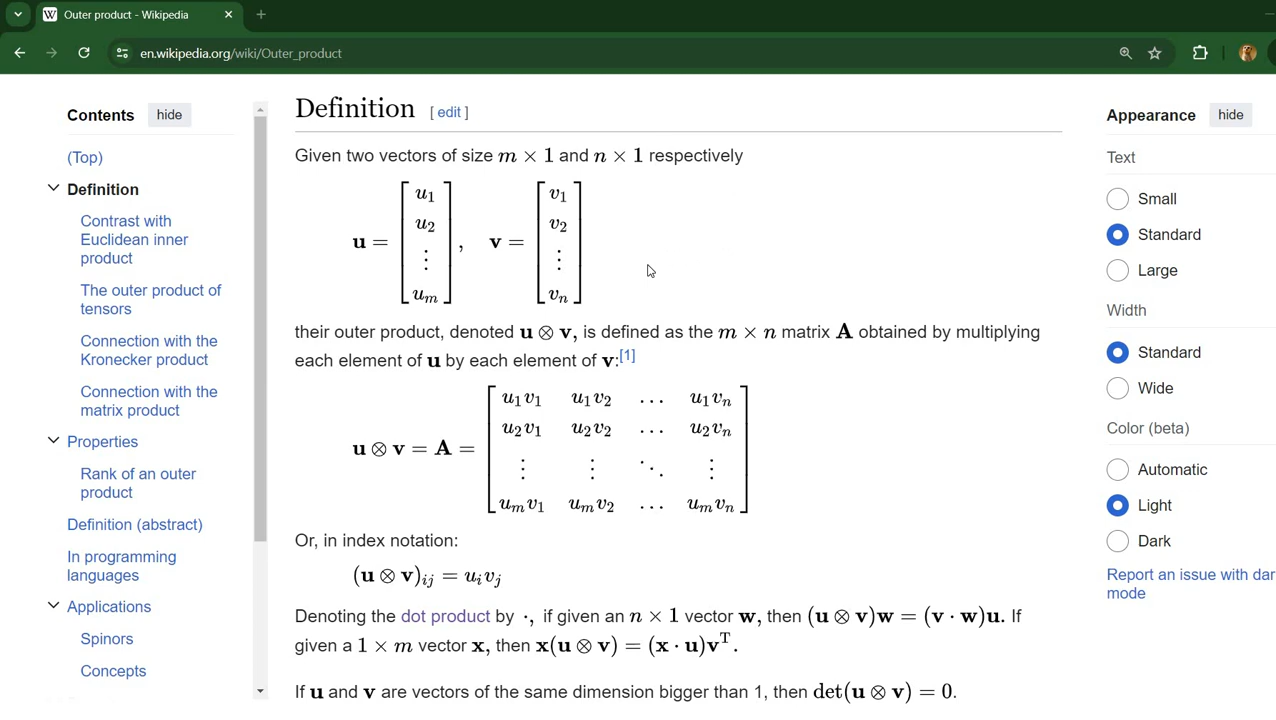 Outer product - Wikipedia
en.wikipedia.org/wiki/Outer_product
Contents hide
(Top)
Definition
Contrast with
Euclidean inner
product
The outer product of
tensors
Connection with the
Kronecker product
Connection with the
matrix product
Properties
Rank of an outer
product
Definition (abstract)
In programming
languages
Applications
Spinors
Concepts
Definition [ edit ]
Given two vectors of size m × 1 and n × 1 respectively
u = [u₁ u₂ ⋮ uₘ], v = [v₁ v₂ ⋮ vₙ]
their outer product, denoted u ⊗ v, is defined as the m × n matrix A obtained by multiplying
each element of u by each element of v:[1]
u ⊗ v = A =
u₁v₁ u₁v₂ … u₁vₙ
u₂v₁ u₂v₂ … u₂vₙ
⋮ ⋮ ⋱ ⋮
uₘv₁ uₘv₂ … uₘvₙ
Or, in index notation:
(u ⊗ v)ᵢⱼ = uᵢvⱼ
Denoting the dot product by ·, if given an n × 1 vector w, then (u ⊗ v)w = (v · w)u. If
given a 1 × m vector x, then x(u ⊗ v) = (x · u)vᵀ.
If u and v are vectors of the same dimension bigger than 1, then det(u ⊗ v) = 0.
Appearance hide
Text
Small
Standard
Large
Width
Standard
Wide
Color (beta)
Automatic
Light
Dark
Report an issue with dar
mode